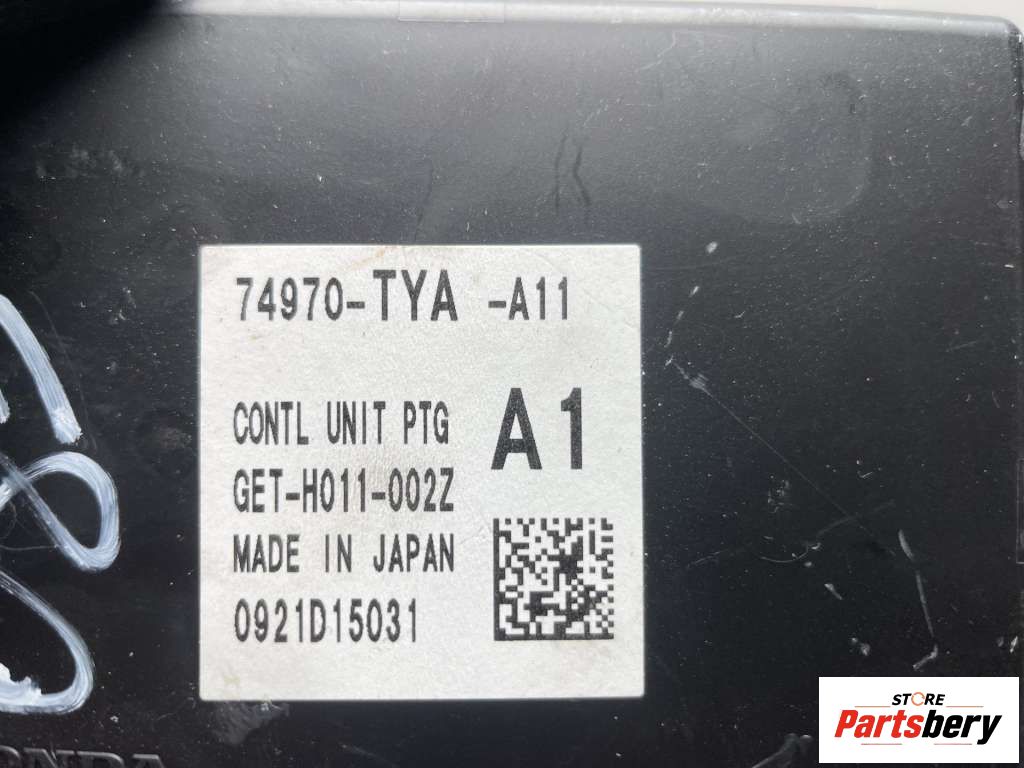 74970-TYA -A11
CONTL UNIT PTG
A1
GET-H011-002Z
MADE IN JAPAN
0921D15031
STORE
Partsbery